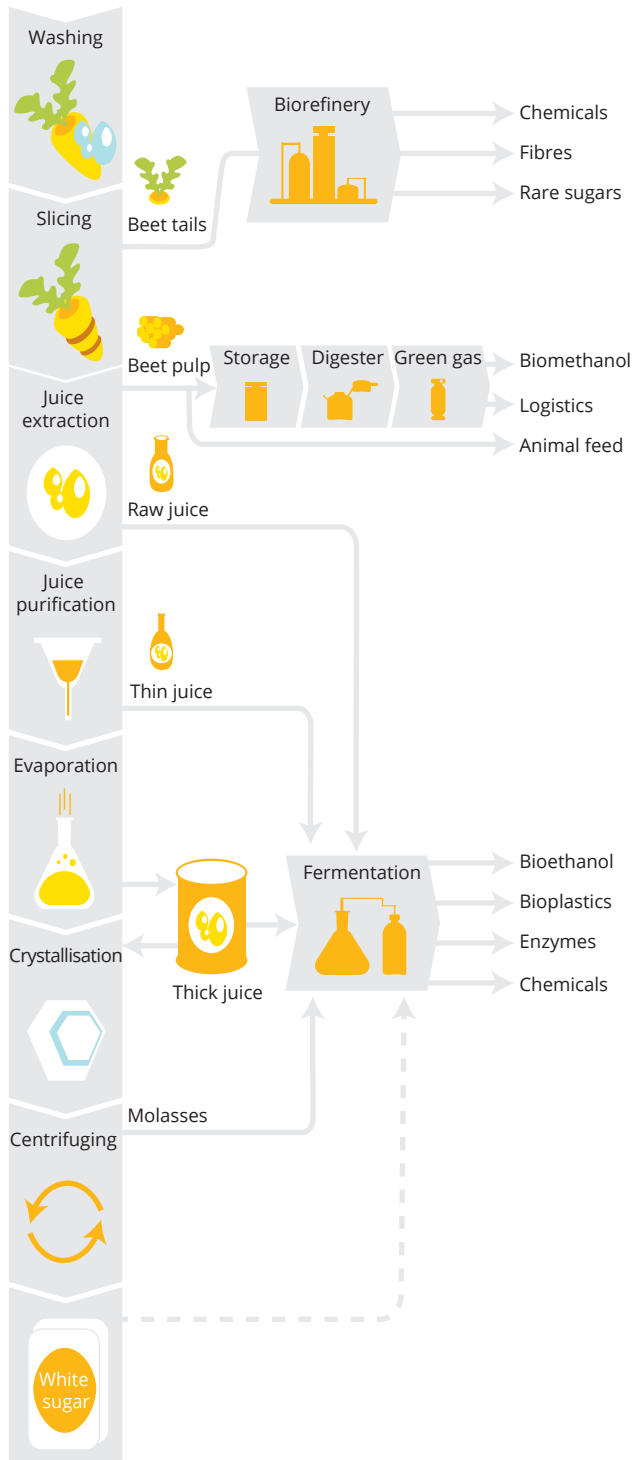 Washing
Biorefinery
Chemicals
Fibres
Rare sugars
Slicing
Beet tails
Beet pulp
Storage
Digester
Green gas
Biomethanol
Logistics
Animal feed
Juice
extraction
Raw juice
Juice
purification
Thin juice
Evaporation
Fermentation
Bioethanol
Bioplastics
Enzymes
Chemicals
Crystallisation
Thick juice
Molasses
Centrifuging
White
sugar